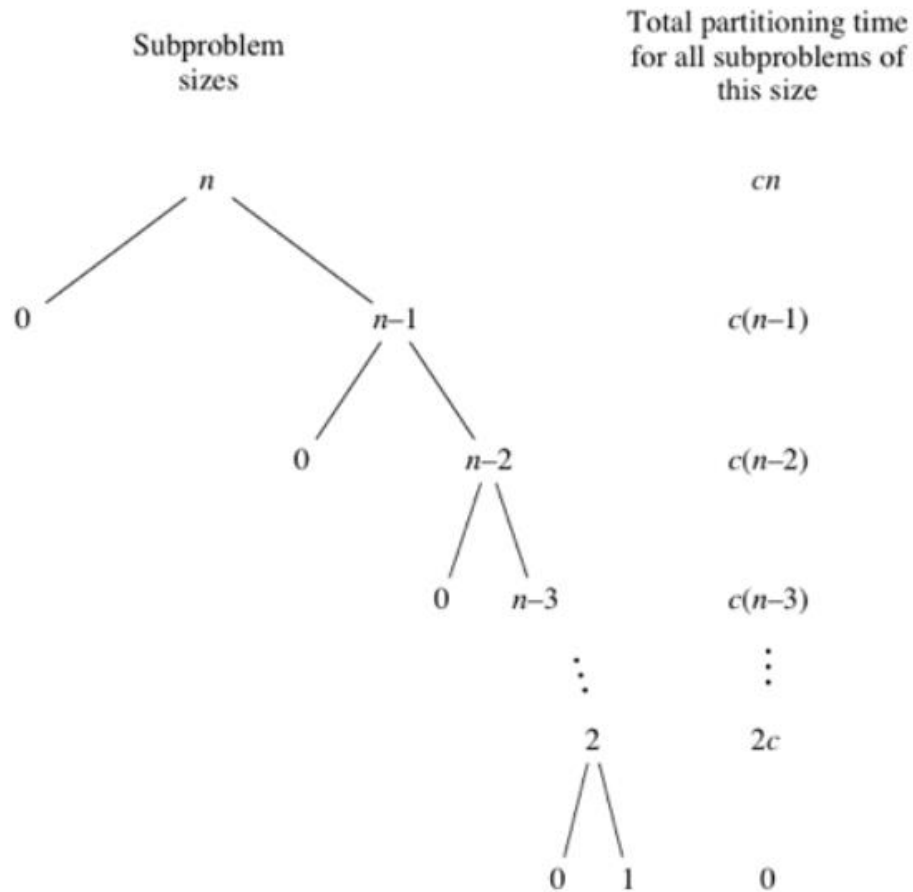 Subproblem
sizes
Total partitioning time
for all subproblems of
this size
n cn
0 n–1 c(n–1)
0 n–2 c(n–2)
0 n–3 c(n–3)
⋱ ⋮
2 2c
0 1 0